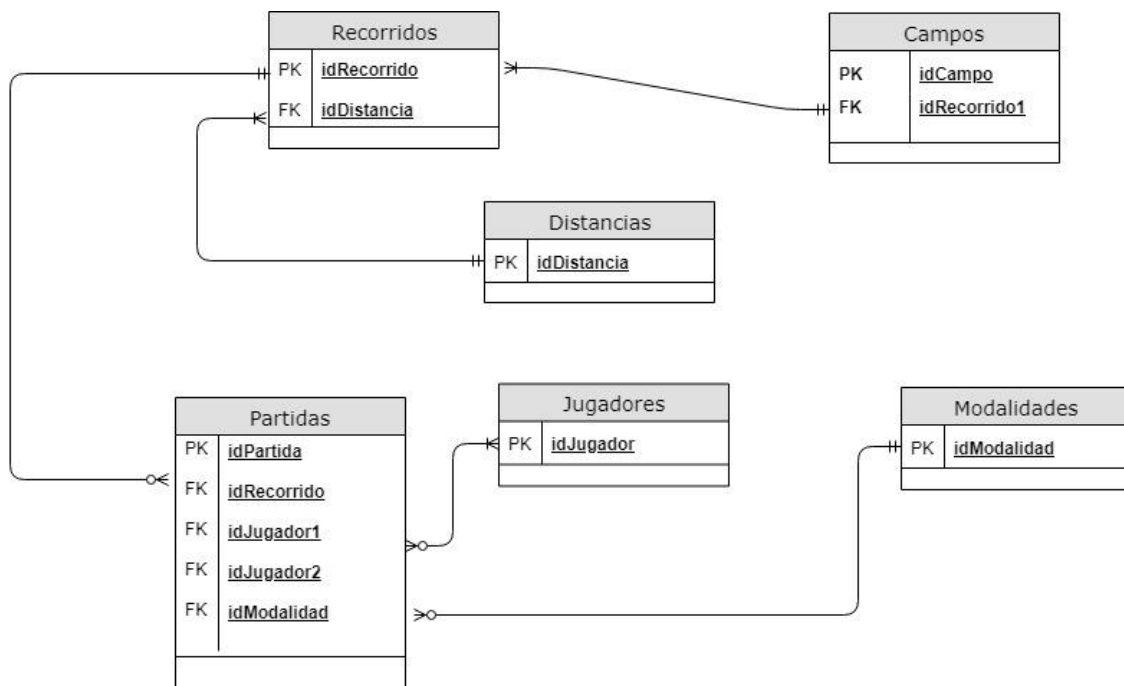 Recorridos
PK idRecorrido
FK idDistancia
Campos
PK idCampo
FK idRecorrido1
Distancias
PK idDistancia
Partidas
PK idPartida
FK idRecorrido
FK idJugador1
FK idJugador2
FK idModalidad
Jugadores
PK idJugador
Modalidades
PK idModalidad